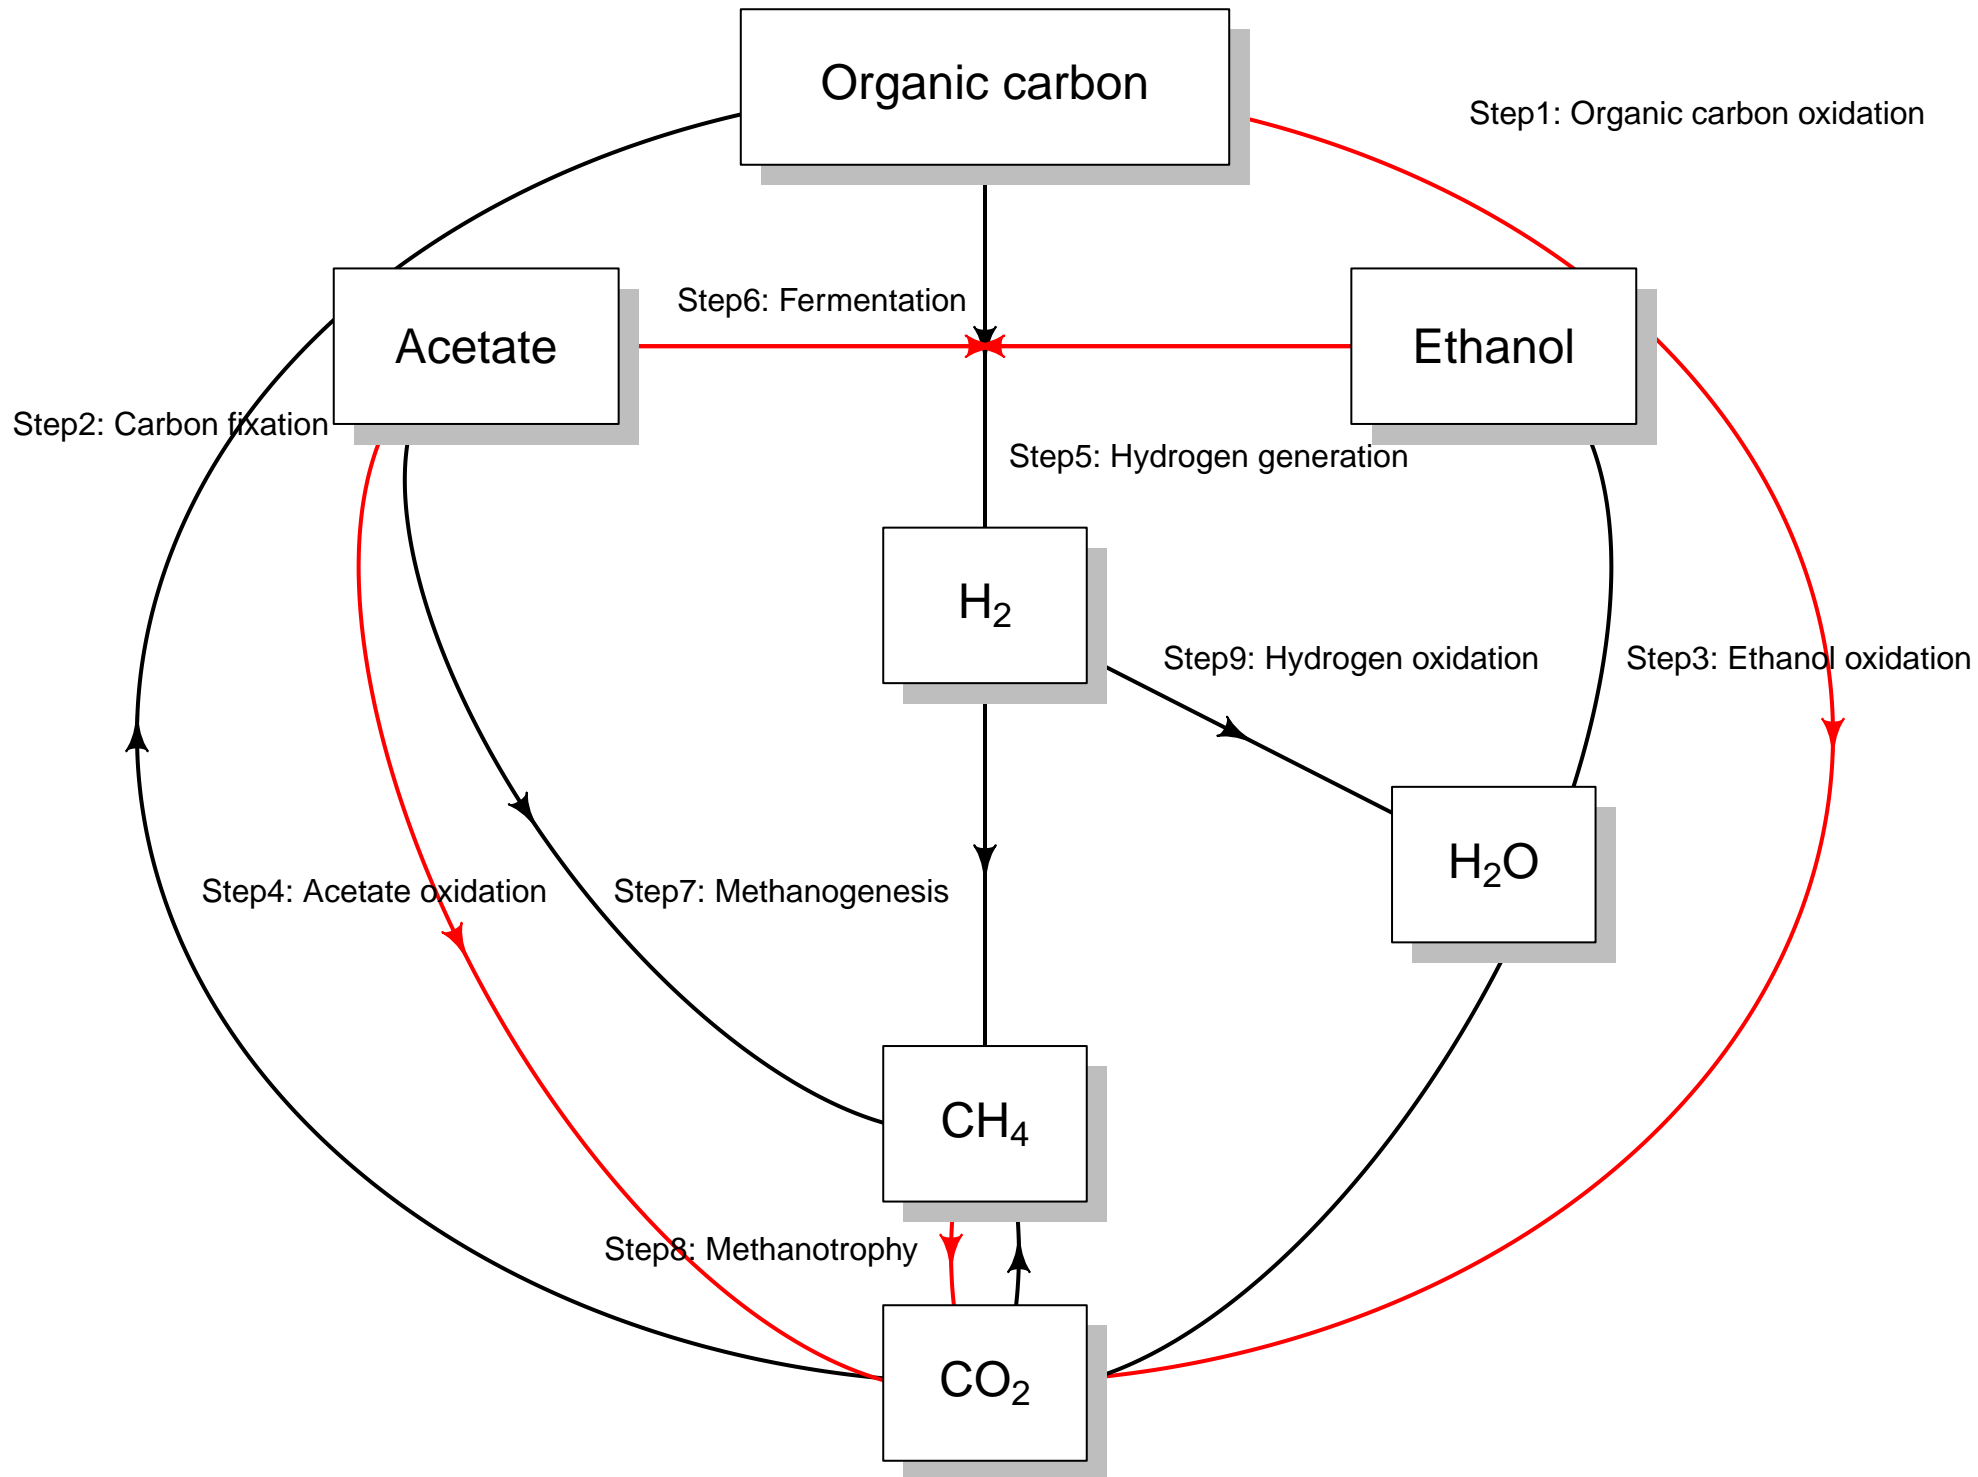 Organic carbon
Step1: Organic carbon oxidation
Step6: Fermentation
Acetate
Ethanol
Step2: Carbon fixation
Step5: Hydrogen generation
H₂
Step9: Hydrogen oxidation
Step3: Ethanol oxidation
H₂O
Step4: Acetate oxidation
Step7: Methanogenesis
CH₄
Step8: Methanotrophy
CO₂